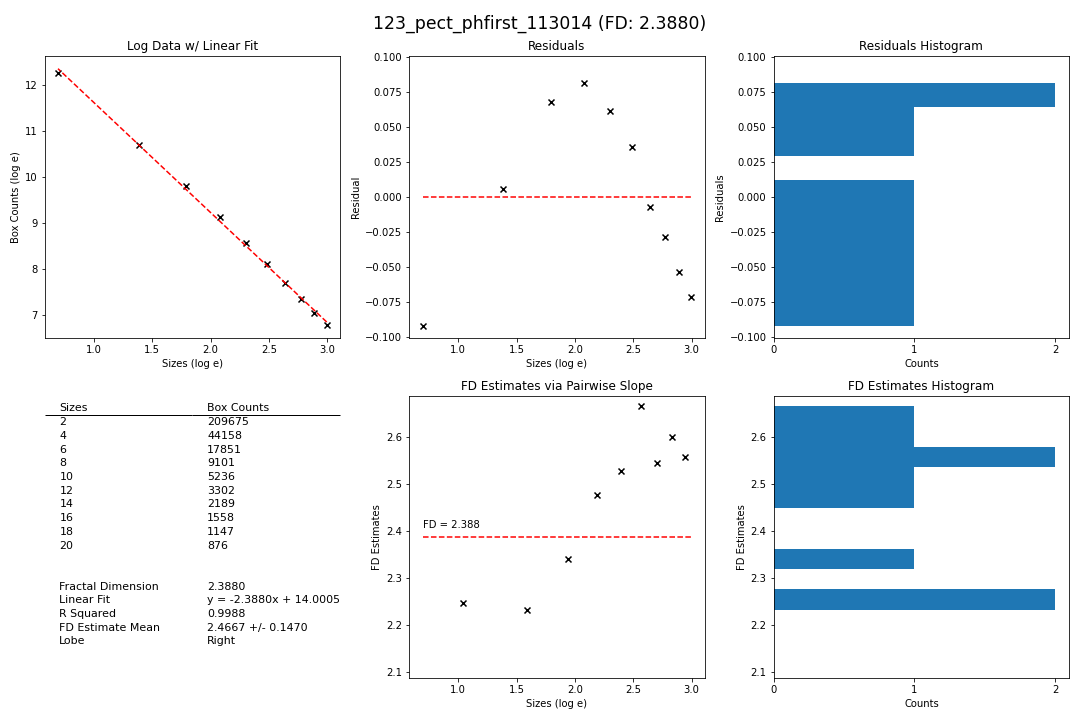 123_pect_phfirst_113014 (FD: 2.3880)
Log Data w/ Linear Fit
Box Counts (log e)
12
11
10
9
8
7
1.0 1.5 2.0 2.5 3.0
Sizes (log e)
Residuals
Residual
0.100
0.075
0.050
0.025
0.000
−0.025
−0.050
−0.075
−0.100
1.0 1.5 2.0 2.5 3.0
Sizes (log e)
Residuals Histogram
Residuals
0.100
0.075
0.050
0.025
0.000
−0.025
−0.050
−0.075
−0.100
0 1 2
Counts
Sizes Box Counts
2 209675
4 44158
6 17851
8 9101
10 5236
12 3302
14 2189
16 1558
18 1147
20 876
Fractal Dimension 2.3880
Linear Fit y = -2.3880x + 14.0005
R Squared 0.9988
FD Estimate Mean 2.4667 +/- 0.1470
Lobe Right
FD Estimates via Pairwise Slope
FD Estimates
2.6
2.5
2.4
2.3
2.2
2.1
FD = 2.388
1.0 1.5 2.0 2.5 3.0
Sizes (log e)
FD Estimates Histogram
FD Estimates
2.6
2.5
2.4
2.3
2.2
2.1
0 1 2
Counts